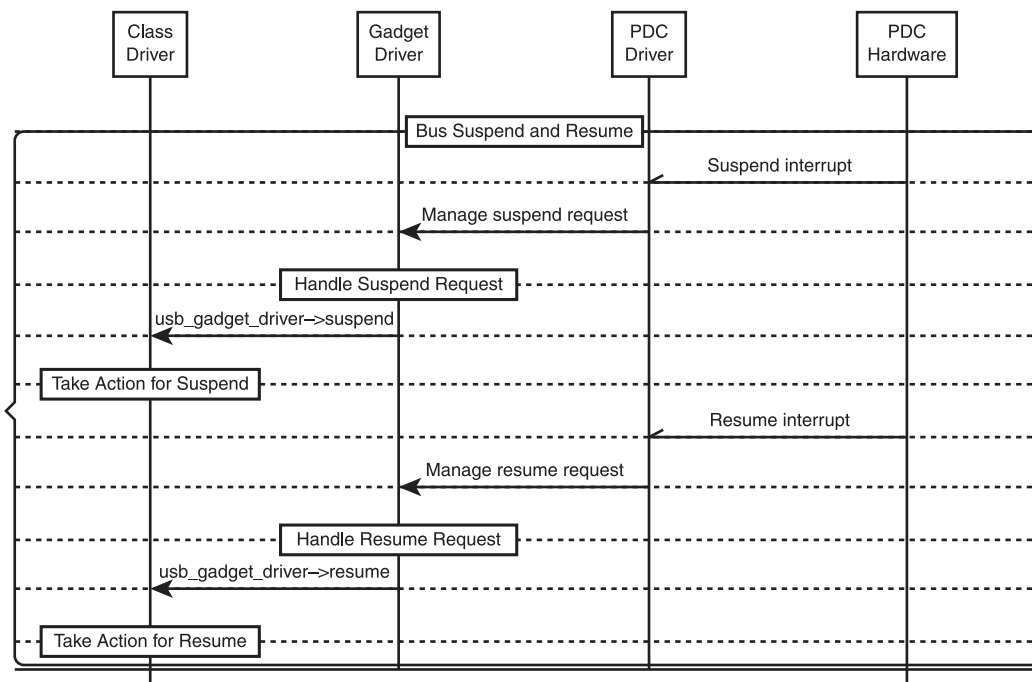 Class
Driver
Gadget
Driver
PDC
Driver
PDC
Hardware
Bus Suspend and Resume
Suspend interrupt
Manage suspend request
Handle Suspend Request
usb_gadget_driver–>suspend
Take Action for Suspend
Resume interrupt
Manage resume request
Handle Resume Request
usb_gadget_driver–>resume
Take Action for Resume